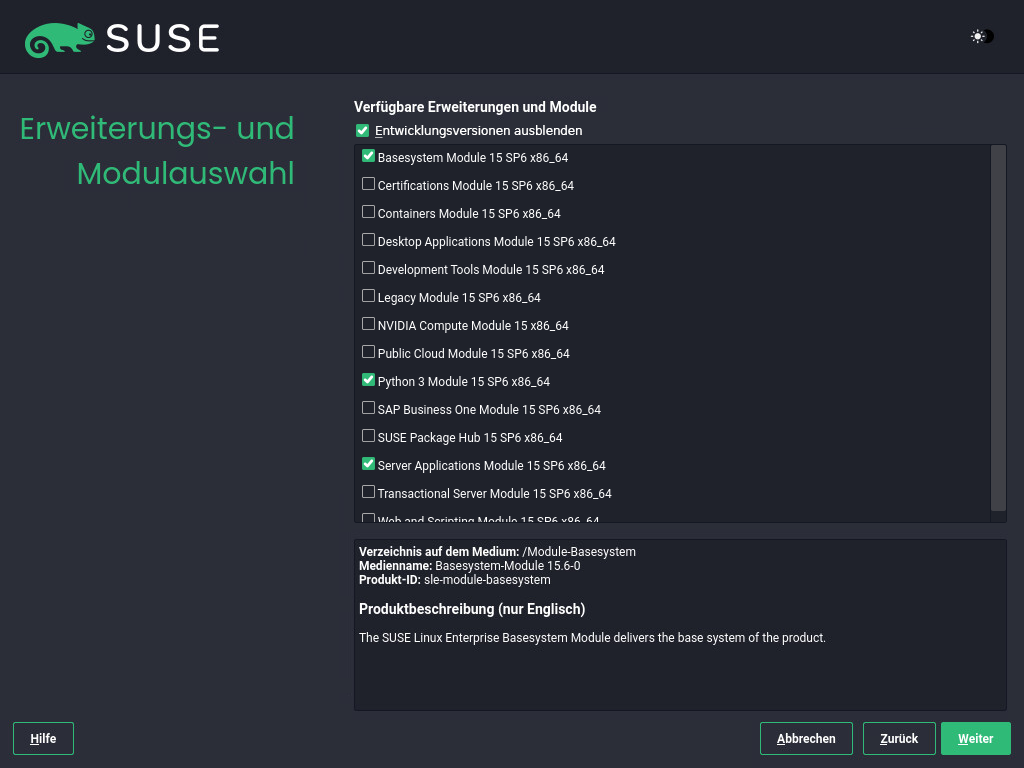 SUSE
Erweiterungs- und
Modulauswahl
Verfügbare Erweiterungen und Module
Entwicklungsversionen ausblenden
Basesystem Module 15 SP6 x86_64
Certifications Module 15 SP6 x86_64
Containers Module 15 SP6 x86_64
Desktop Applications Module 15 SP6 x86_64
Development Tools Module 15 SP6 x86_64
Legacy Module 15 SP6 x86_64
NVIDIA Compute Module 15 x86_64
Public Cloud Module 15 SP6 x86_64
Python 3 Module 15 SP6 x86_64
SAP Business One Module 15 SP6 x86_64
SUSE Package Hub 15 SP6 x86_64
Server Applications Module 15 SP6 x86_64
Transactional Server Module 15 SP6 x86_64
Web and Scripting Module 15 SP6 x86_64
Verzeichnis auf dem Medium: /Module-Basesystem
Medienname: Basesystem-Module 15.6-0
Produkt-ID: sle-module-basesystem
Produktbeschreibung (nur Englisch)
The SUSE Linux Enterprise Basesystem Module delivers the base system of the product.
Hilfe
Abbrechen
Zurück
Weiter